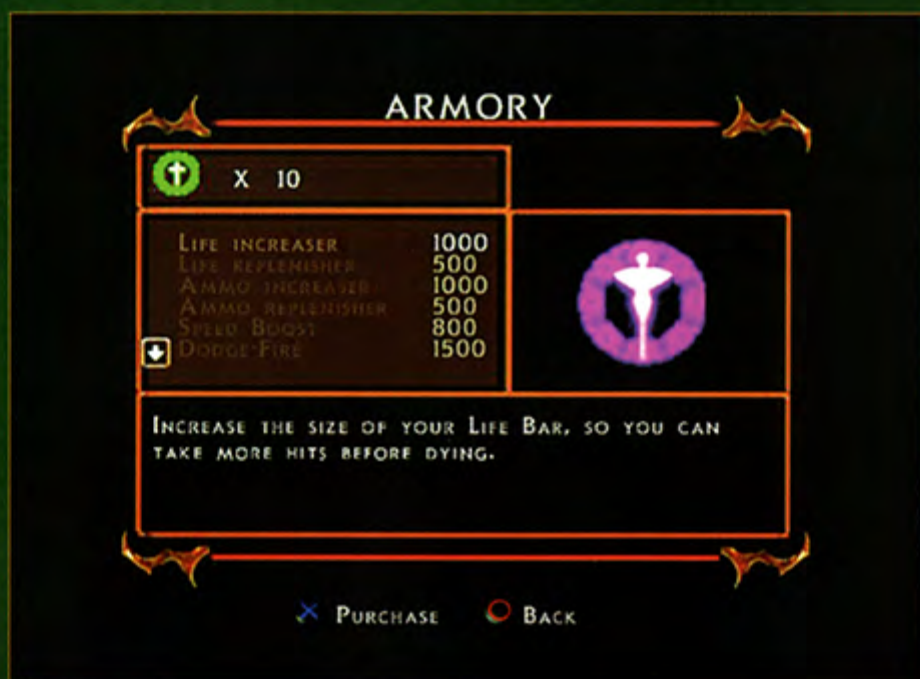 ARMORY
X 10
LIFE INCREASER 1000
LIFE REPLENISHER 500
AMMO INCREASER 1000
AMMO REPLENISHER 500
SPEED BOOST 800
DODGE-FIRE 1500
INCREASE THE SIZE OF YOUR LIFE BAR, SO YOU CAN
TAKE MORE HITS BEFORE DYING.
PURCHASE BACK